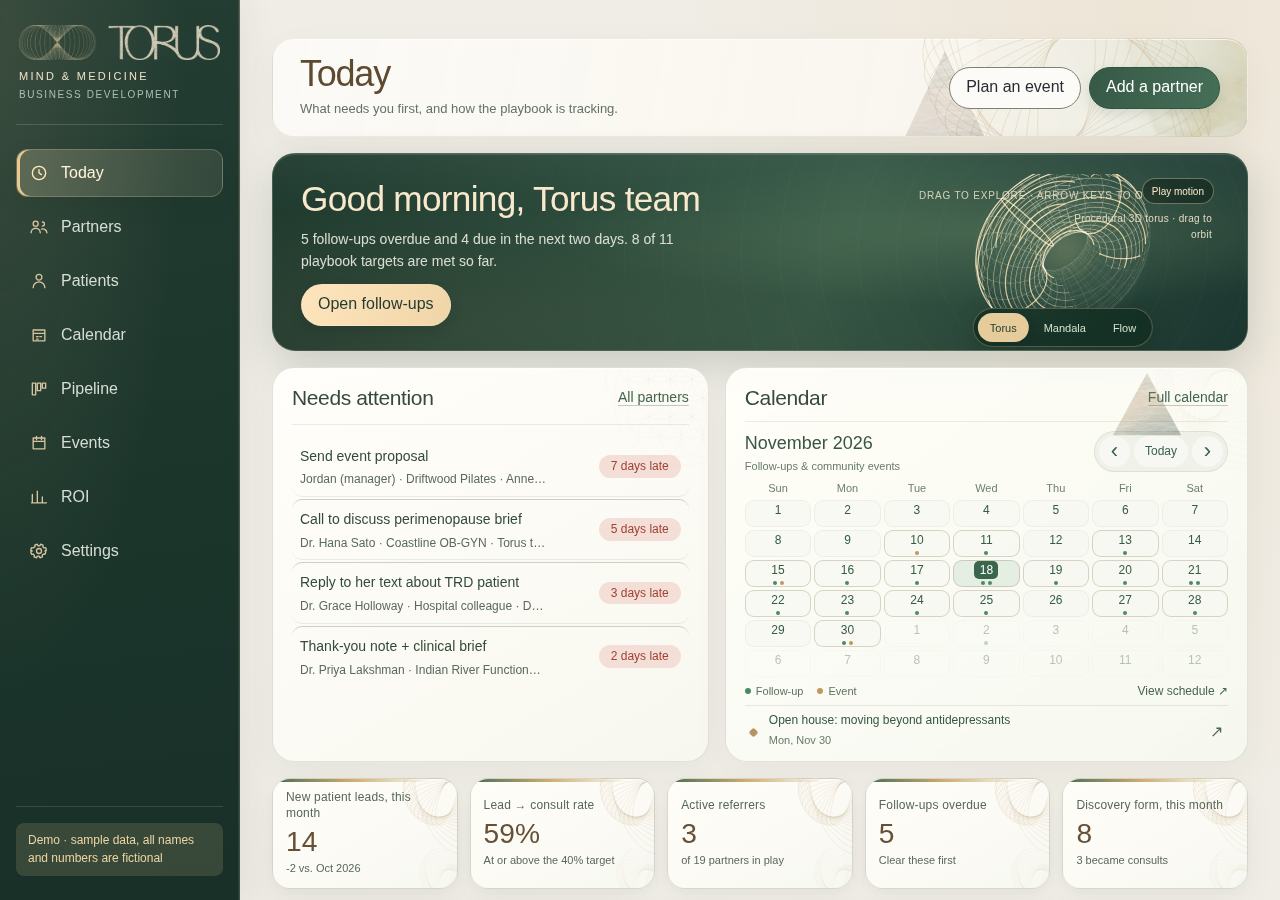 TORUS
MIND & MEDICINE
BUSINESS DEVELOPMENT
Today
Partners
Patients
Calendar
Pipeline
Events
ROI
Settings
Demo · sample data, all names
and numbers are fictional
Today
What needs you first, and how the playbook is tracking.
Plan an event
Add a partner
Good morning, Torus team
5 follow-ups overdue and 4 due in the next two days. 8 of 11
playbook targets are met so far.
Open follow-ups
DRAG TO EXPLORE · ARROW KEYS TO O
Play motion
Procedural 3D torus · drag to
orbit
Torus
Mandala
Flow
Needs attention
All partners
Send event proposal
Jordan (manager) · Driftwood Pilates · Anne…
7 days late
Call to discuss perimenopause brief
Dr. Hana Sato · Coastline OB-GYN · Torus t…
5 days late
Reply to her text about TRD patient
Dr. Grace Holloway · Hospital colleague · D…
3 days late
Thank-you note + clinical brief
Dr. Priya Lakshman · Indian River Function…
2 days late
Calendar
Full calendar
November 2026
Follow-ups & community events
‹ Today ›
Sun Mon Tue Wed Thu Fri Sat
1 2 3 4 5 6 7
8 9 10 11 12 13 14
15 16 17 18 19 20 21
22 23 24 25 26 27 28
29 30 1 2 3 4 5
6 7 8 9 10 11 12
Follow-up Event
View schedule ↗
Open house: moving beyond antidepressants
Mon, Nov 30
↗
New patient leads, this
month
14
-2 vs. Oct 2026
Lead → consult rate
59%
At or above the 40% target
Active referrers
3
of 19 partners in play
Follow-ups overdue
5
Clear these first
Discovery form, this month
8
3 became consults